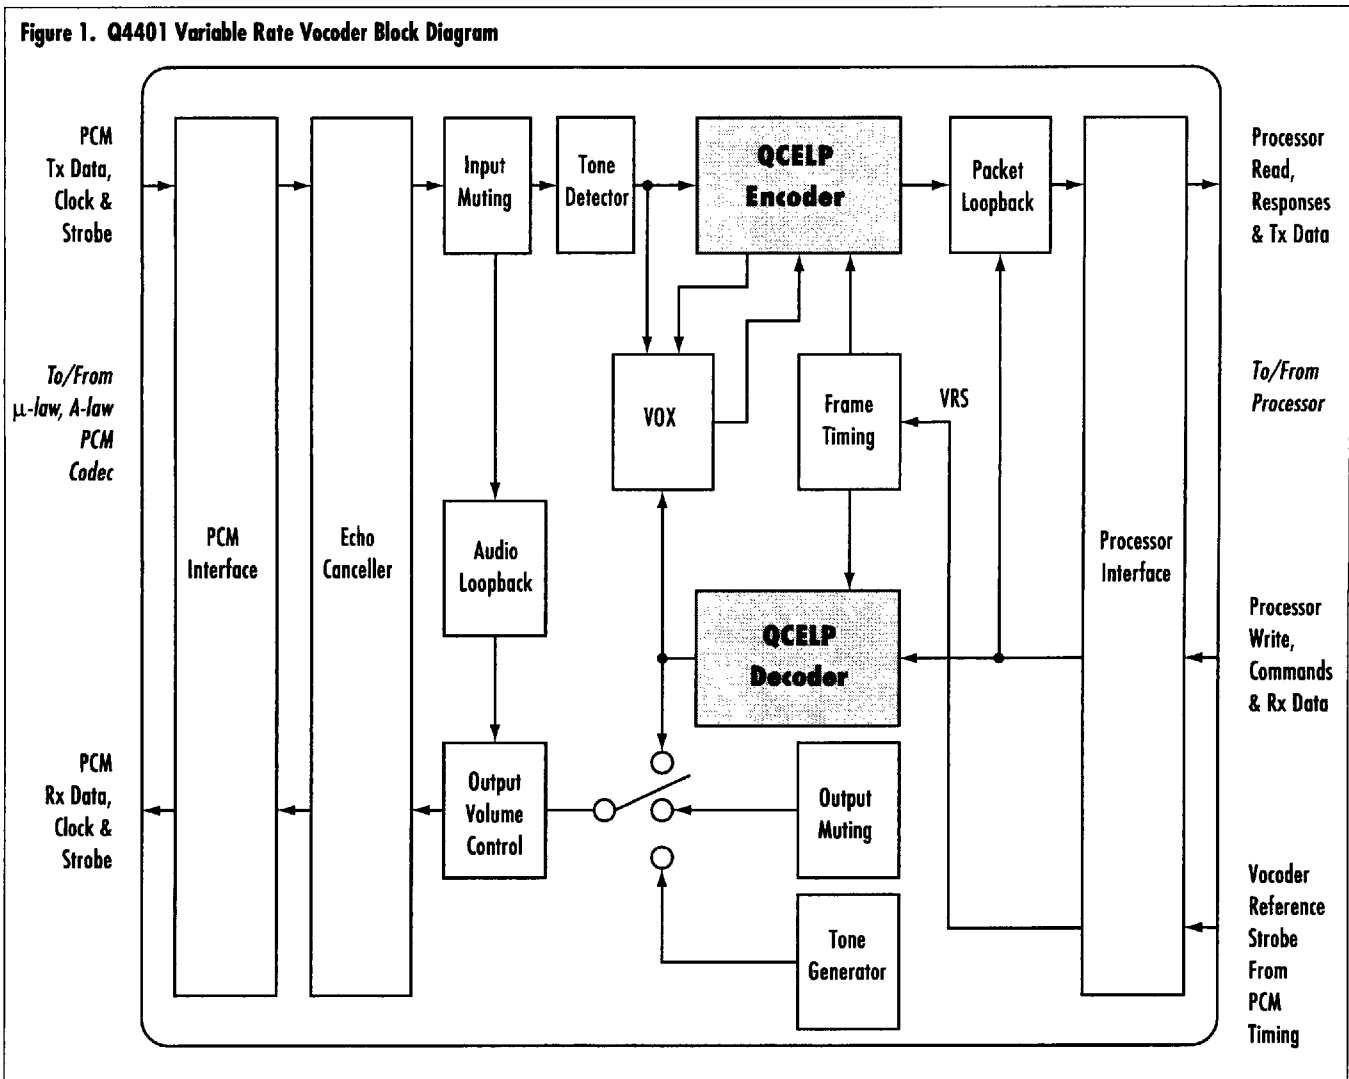 Figure 1. Q4401 Variable Rate Vocoder Block Diagram
PCM
Tx Data,
Clock &
Strobe
Input
Muting
Tone
Detector
QCELP
Encoder
Packet
Loopback
Processor
Read,
Responses
& Tx Data
To/From
μ-law, A-law
PCM
Codec
VOX
Frame
Timing
VRS
To/From
Processor
PCM
Interface
Echo
Canceller
Audio
Loopback
Processor
Interface
QCELP
Decoder
Processor
Write,
Commands
& Rx Data
PCM
Rx Data,
Clock &
Strobe
Output
Volume
Control
Output
Muting
Tone
Generator
Vocoder
Reference
Strobe
From
PCM
Timing